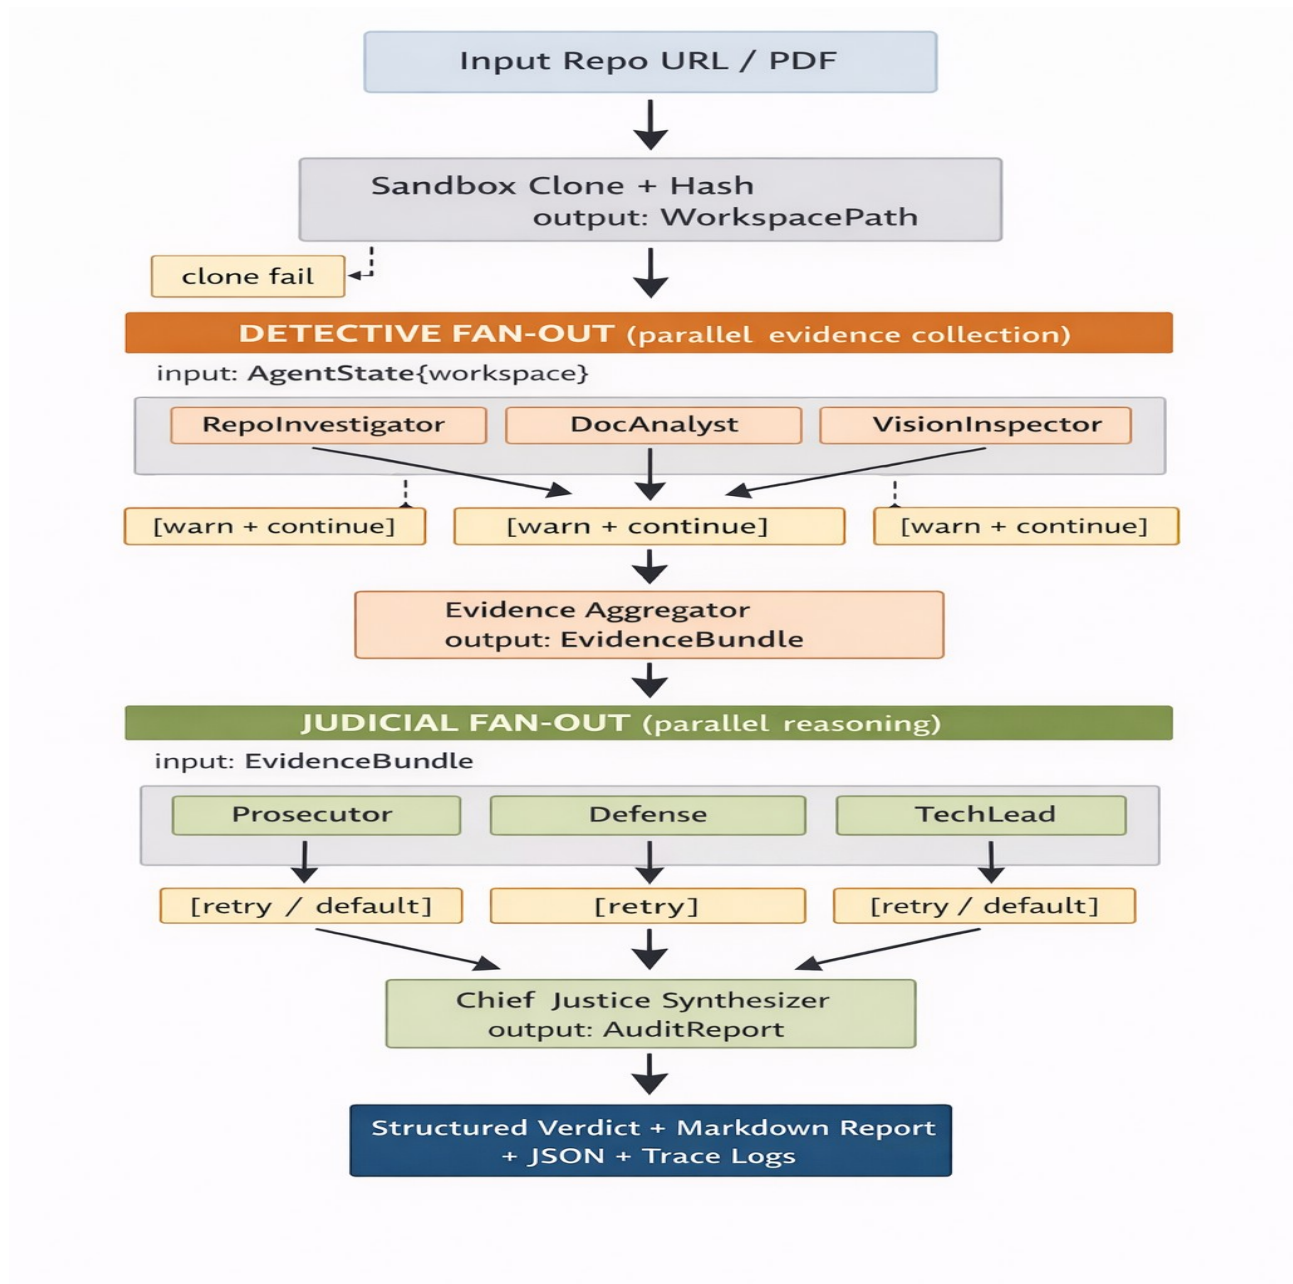 Input Repo URL / PDF
Sandbox Clone + Hash
output: WorkspacePath
clone fail
DETECTIVE FAN-OUT (parallel evidence collection)
input: AgentState{workspace}
RepoInvestigator
DocAnalyst
VisionInspector
[warn + continue]
[warn + continue]
[warn + continue]
Evidence Aggregator
output: EvidenceBundle
JUDICIAL FAN-OUT (parallel reasoning)
input: EvidenceBundle
Prosecutor
Defense
TechLead
[retry / default]
[retry]
[retry / default]
Chief Justice Synthesizer
output: AuditReport
Structured Verdict + Markdown Report
+ JSON + Trace Logs